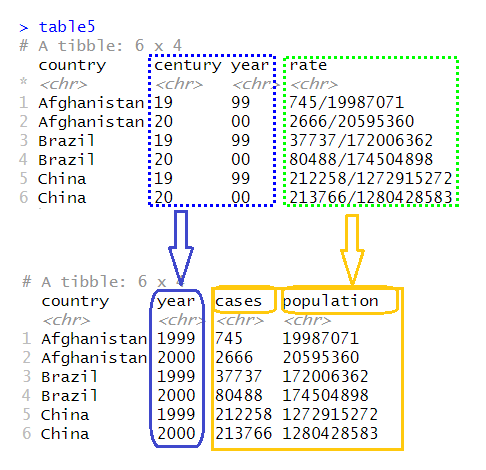 > table5
# A tibble: 6 x 4
country century year rate
* <chr> <chr> <chr> <chr>
1 Afghanistan 19 99 745/19987071
2 Afghanistan 20 00 2666/20595360
3 Brazil 19 99 37737/172006362
4 Brazil 20 00 80488/174504898
5 China 19 99 212258/1272915272
6 China 20 00 213766/1280428583
# A tibble: 6 x
country year cases population
<chr> <chr> <chr> <chr>
1 Afghanistan 1999 745 19987071
2 Afghanistan 2000 2666 20595360
3 Brazil 1999 37737 172006362
4 Brazil 2000 80488 174504898
5 China 1999 212258 1272915272
6 China 2000 213766 1280428583